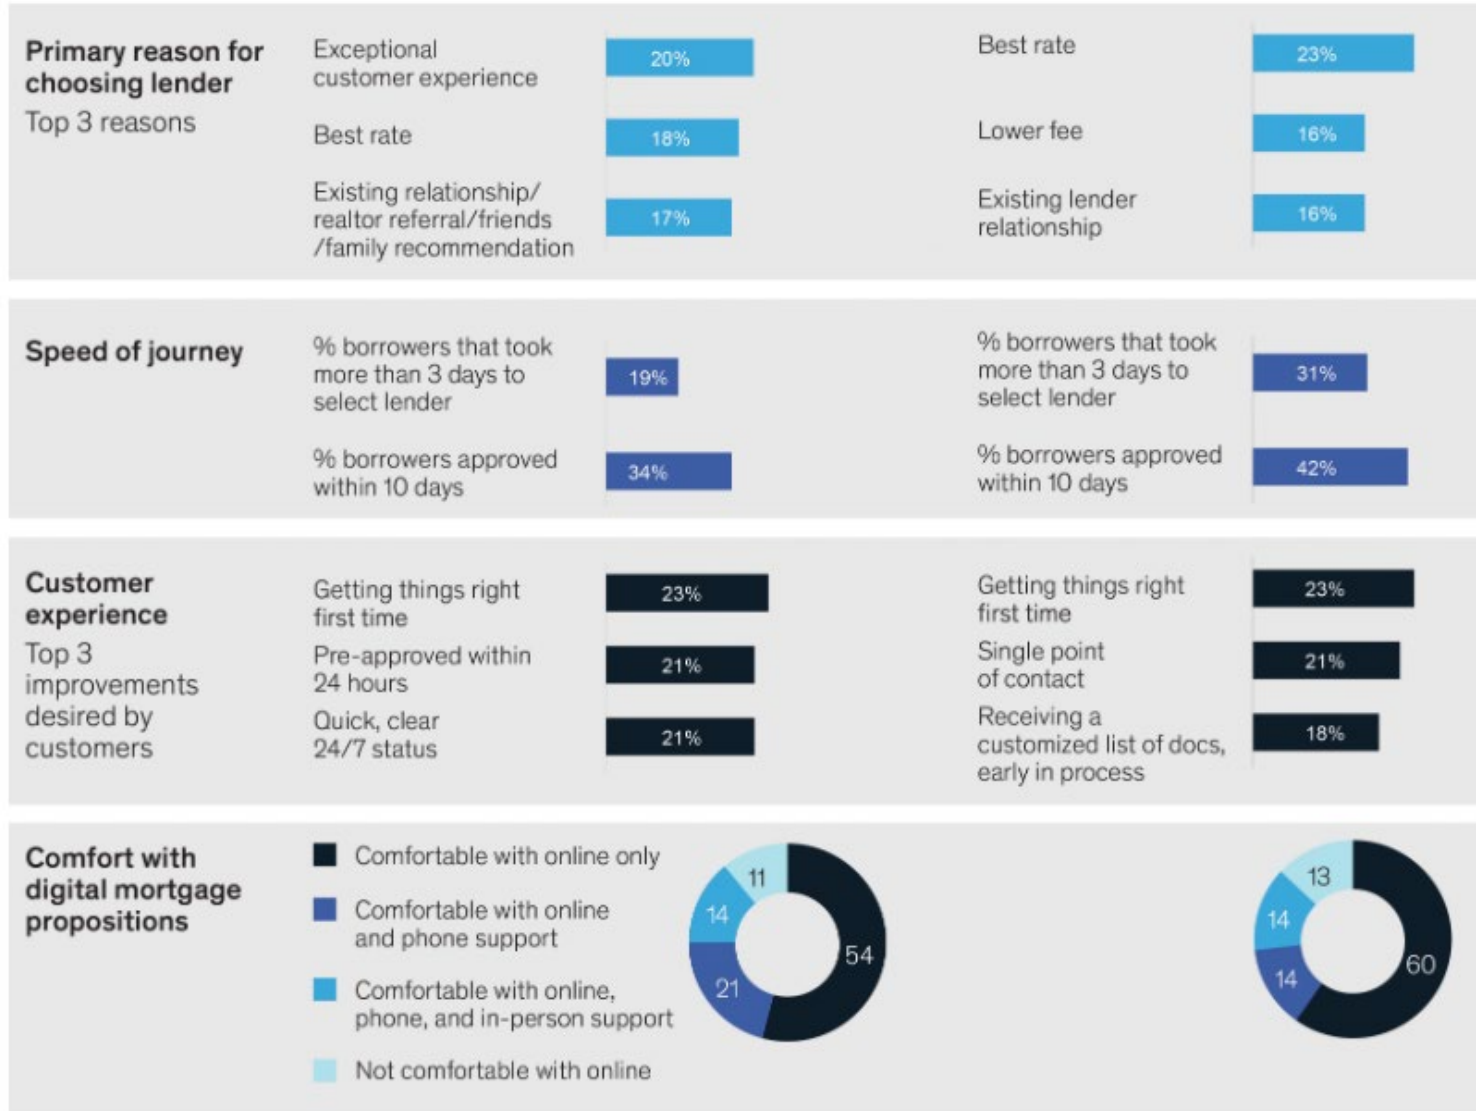 Primary reason for
choosing lender
Top 3 reasons
Exceptional
customer experience
20%
Best rate
18%
Existing relationship/
realtor referral/friends
/family recommendation
17%
Best rate
23%
Lower fee
16%
Existing lender
relationship
16%
Speed of journey
% borrowers that took
more than 3 days to
select lender
19%
% borrowers approved
within 10 days
34%
% borrowers that took
more than 3 days to
select lender
31%
% borrowers approved
within 10 days
42%
Customer
experience
Top 3
improvements
desired by
customers
Getting things right
first time
23%
Pre-approved within
24 hours
21%
Quick, clear
24/7 status
21%
Getting things right
first time
23%
Single point
of contact
21%
Receiving a
customized list of docs,
early in process
18%
Comfort with
digital mortgage
propositions
Comfortable with online only
Comfortable with online
and phone support
Comfortable with online,
phone, and in-person support
Not comfortable with online
11
14
21
54
13
14
14
60